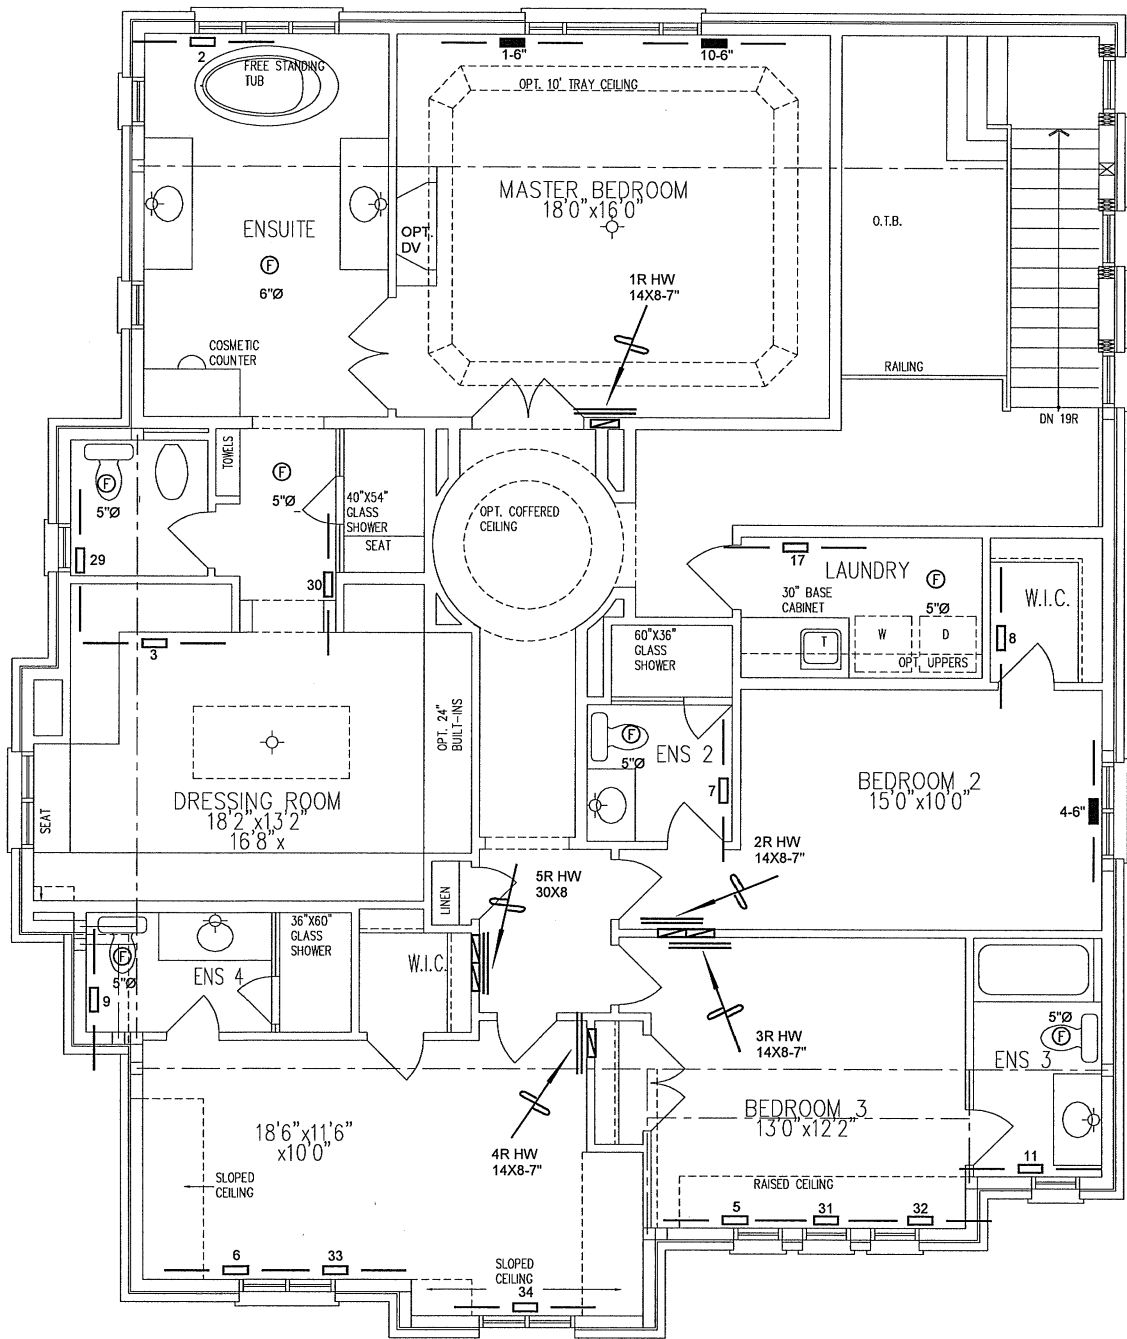 2
1-6"
10-6"
FREE STANDING
TUB
OPT. 10' TRAY CEILING
MASTER BEDROOM
18'0"x16'0"
ENSUITE
F
6"Ø
OPT.
DV
O.T.B.
1R HW
14X8-7"
COSMETIC
COUNTER
RAILING
DN 19R
TOWELS
F
5"Ø
F
5"Ø
29
30
40"X54"
GLASS
SHOWER
SEAT
OPT. COFFERED
CEILING
17
LAUNDRY
F
5"Ø
30" BASE
CABINET
T
W
D
OPT. UPPERS
W.I.C.
8
3
60"X36"
GLASS
SHOWER
OPT. 24"
BUILT-INS
F
5"Ø
ENS 2
7
DRESSING ROOM
18'2"x13'2"
16'8"x
SEAT
BEDROOM 2
15'0"x10'0"
4-6"
2R HW
14X8-7"
5R HW
30X8
LINEN
36"X60"
GLASS
SHOWER
F
5"Ø
9
ENS 4
W.I.C.
3R HW
14X8-7"
5"Ø
F
ENS 3
BEDROOM 3
13'0"x12'2"
18'6"x11'6"
x10'0"
4R HW
14X8-7"
11
SLOPED
CEILING
RAISED CEILING
5
31
32
6
33
SLOPED
CEILING
34